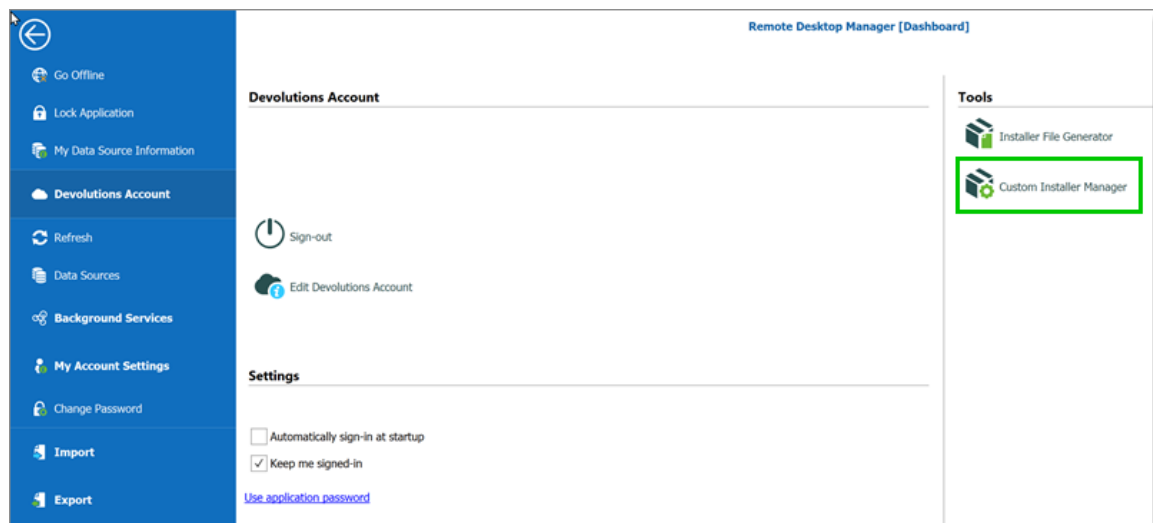 Remote Desktop Manager [Dashboard]
Go Offline
Lock Application
My Data Source Information
Devolutions Account
Refresh
Data Sources
Background Services
My Account Settings
Change Password
Import
Export
Devolutions Account
Sign-out
Edit Devolutions Account
Settings
Automatically sign-in at startup
Keep me signed-in
Use application password
Tools
Installer File Generator
Custom Installer Manager